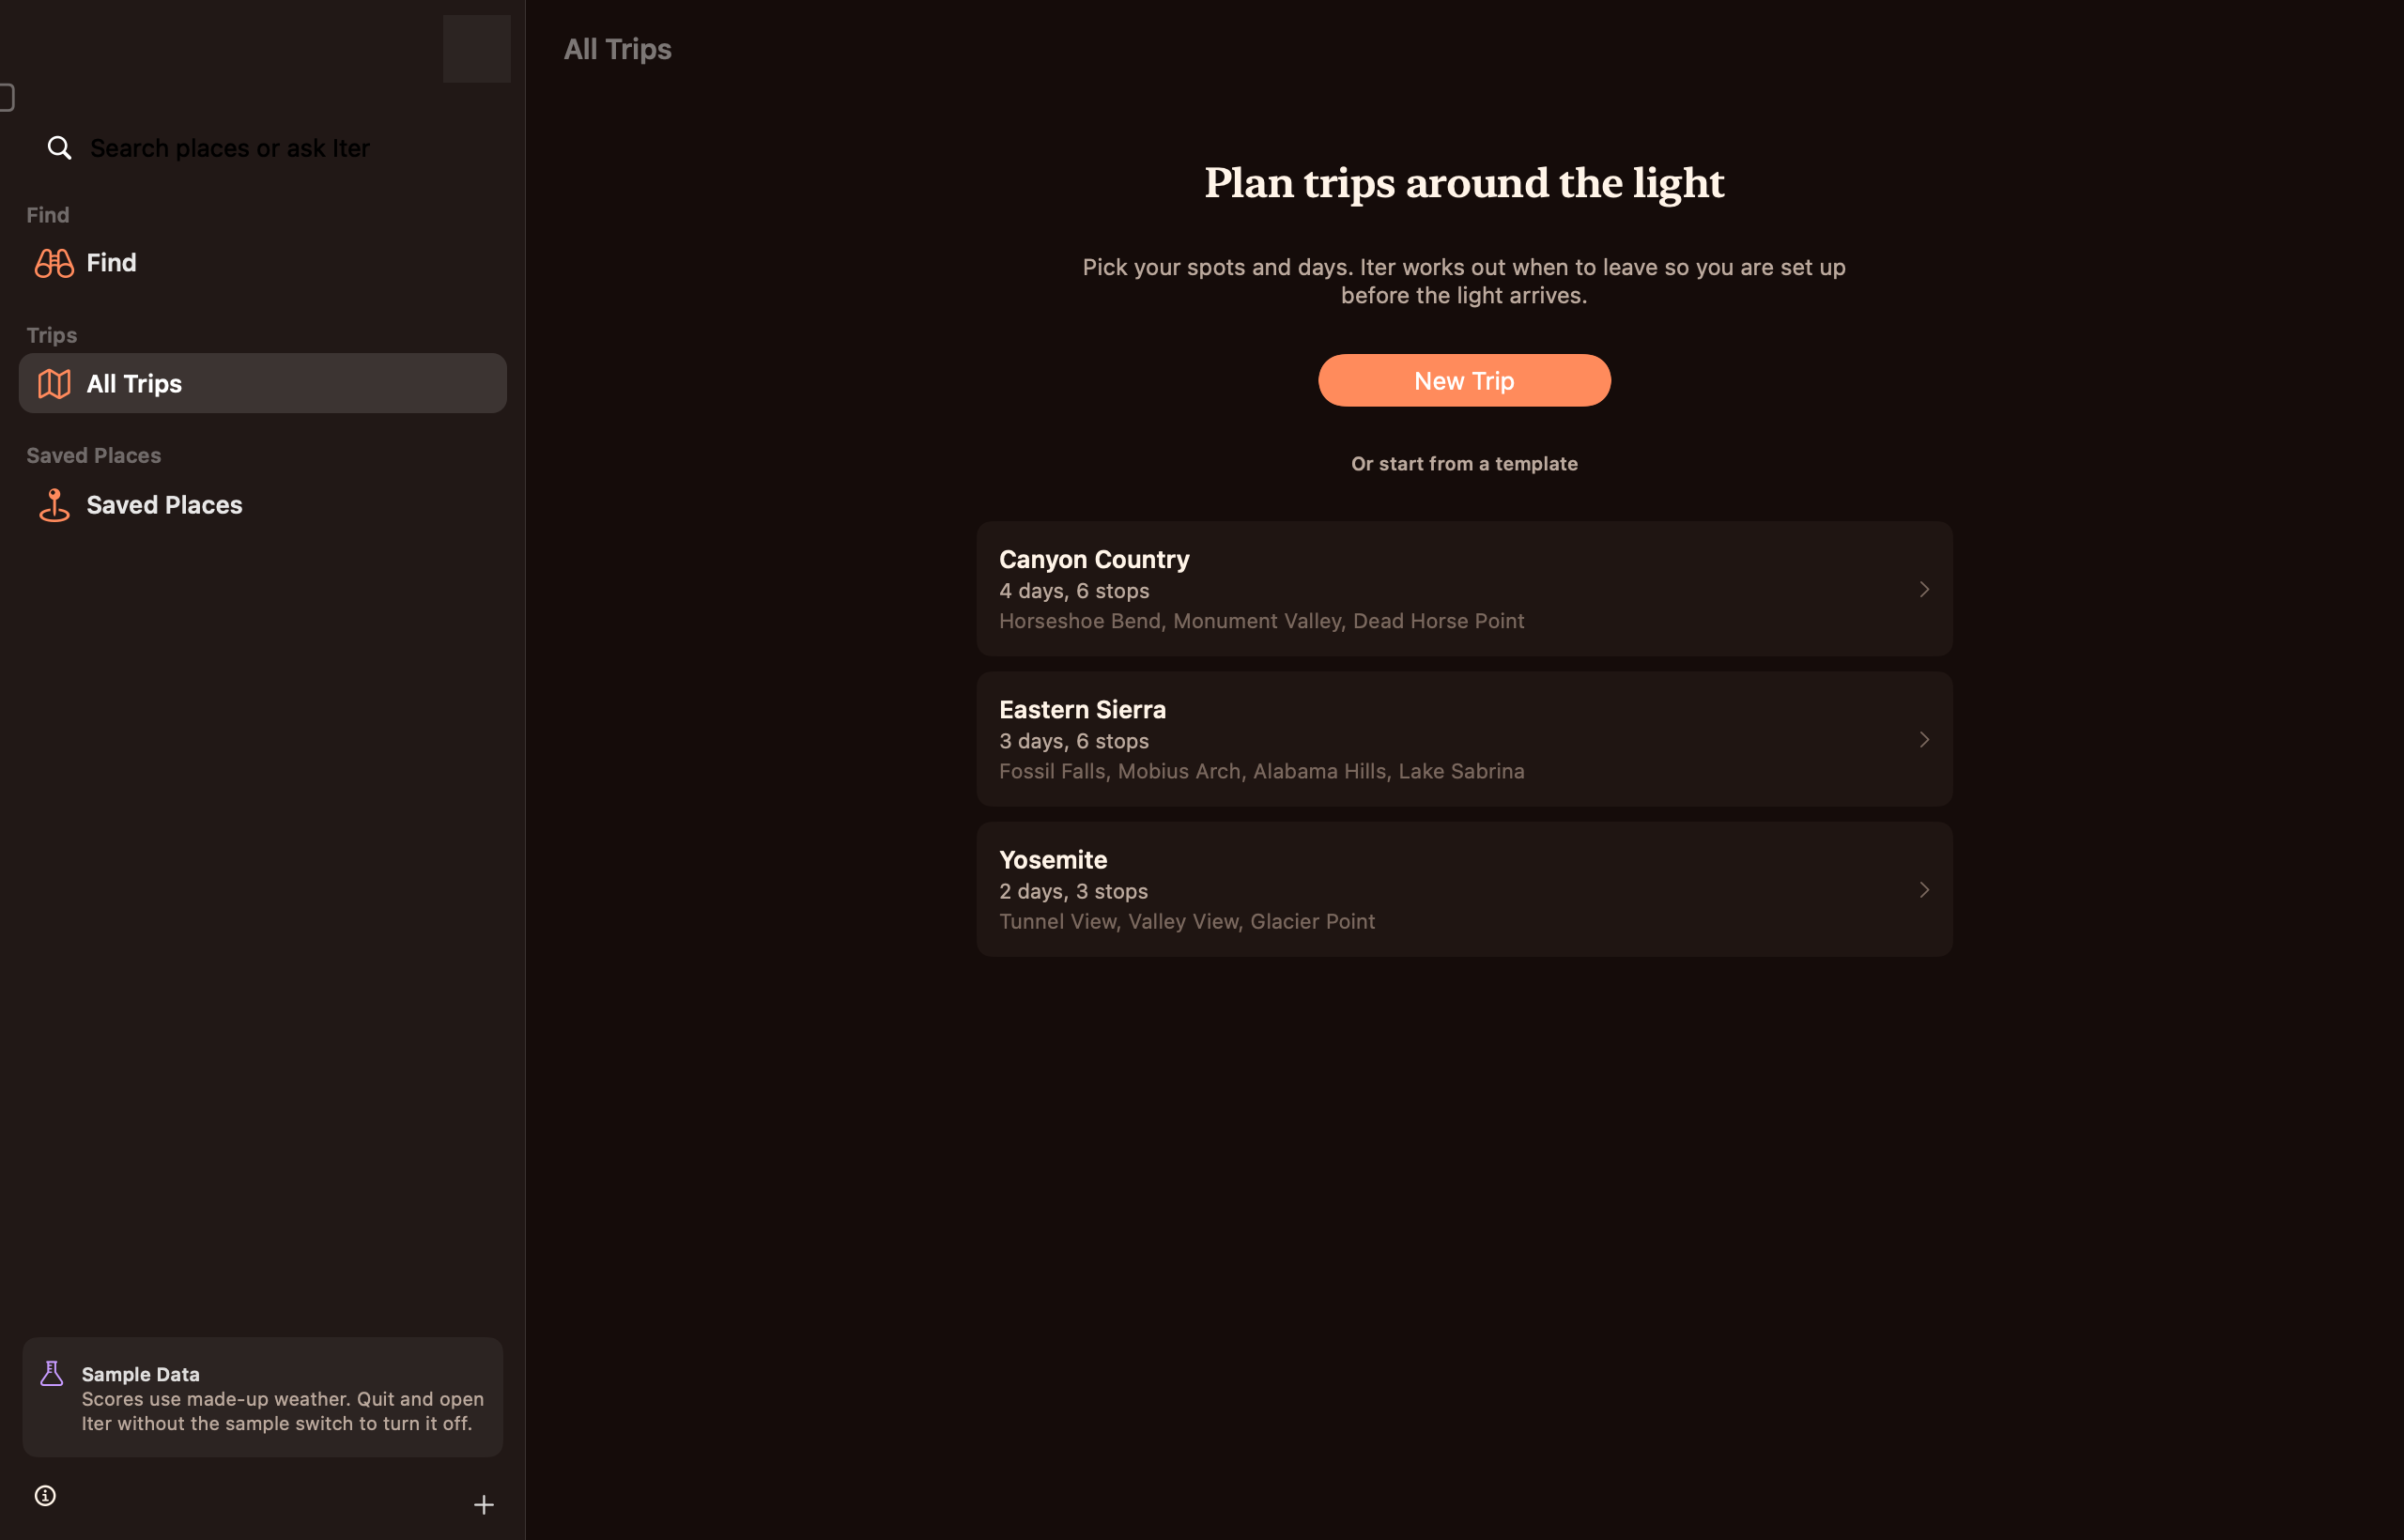 All Trips
Search places or ask Iter
Find
Find
Trips
All Trips
Saved Places
Saved Places
Sample Data
Scores use made-up weather. Quit and open
Iter without the sample switch to turn it off.
Plan trips around the light
Pick your spots and days. Iter works out when to leave so you are set up
before the light arrives.
New Trip
Or start from a template
Canyon Country
4 days, 6 stops
Horseshoe Bend, Monument Valley, Dead Horse Point
Eastern Sierra
3 days, 6 stops
Fossil Falls, Mobius Arch, Alabama Hills, Lake Sabrina
Yosemite
2 days, 3 stops
Tunnel View, Valley View, Glacier Point